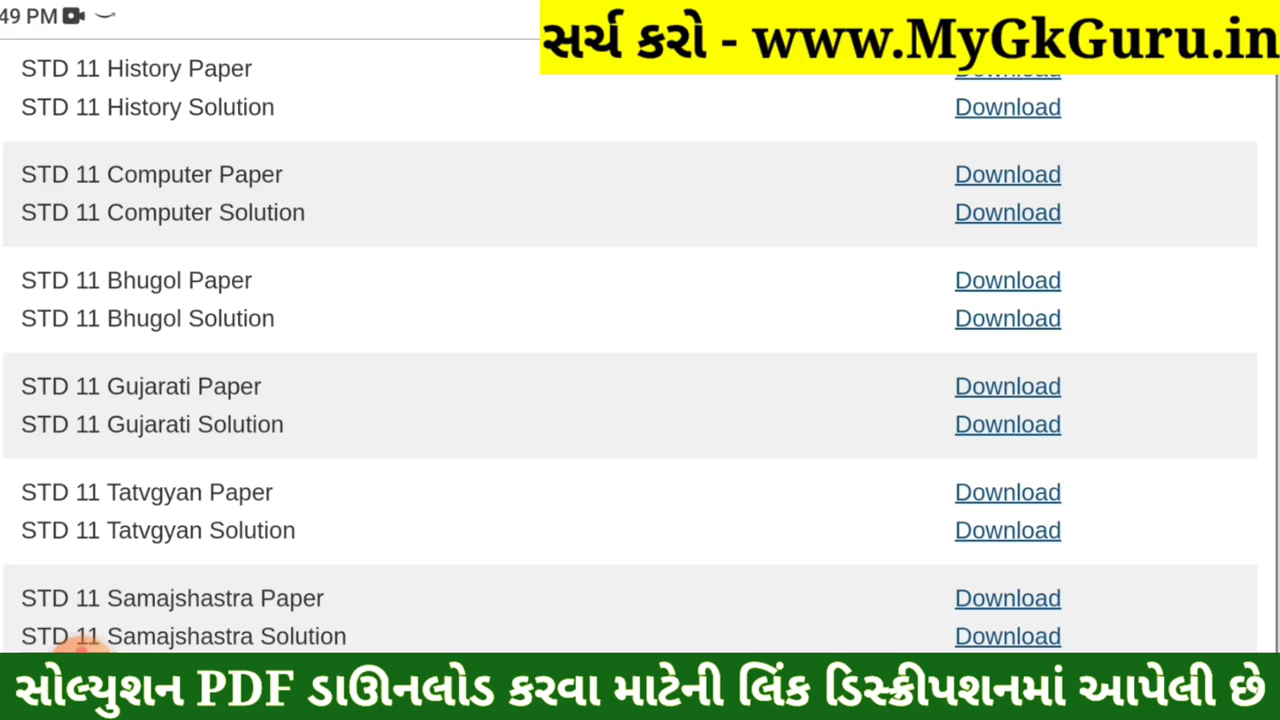 49 PM
સર્ચ કરો - www.MyGkGuru.in
STD 11 History Paper Download
STD 11 History Solution Download
STD 11 Computer Paper Download
STD 11 Computer Solution Download
STD 11 Bhugol Paper Download
STD 11 Bhugol Solution Download
STD 11 Gujarati Paper Download
STD 11 Gujarati Solution Download
STD 11 Tatvgyan Paper Download
STD 11 Tatvgyan Solution Download
STD 11 Samajshastra Paper Download
STD 11 Samajshastra Solution Download
સોલ્યુશન PDF ડાઊનલોડ કરવા માટેની લિંક ડિસ્ક્રીપશનમાં આપેલી છે